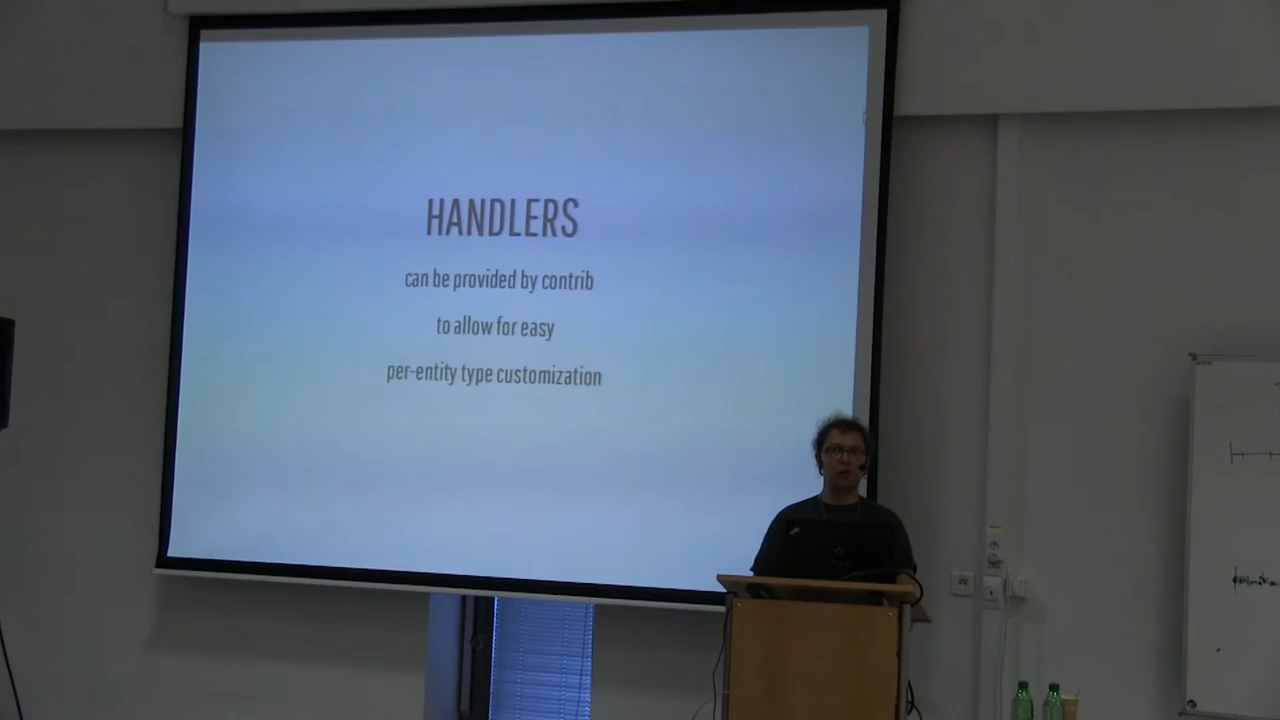 HANDLERS
can be provided by contrib
to allow for easy
per-entity type customization